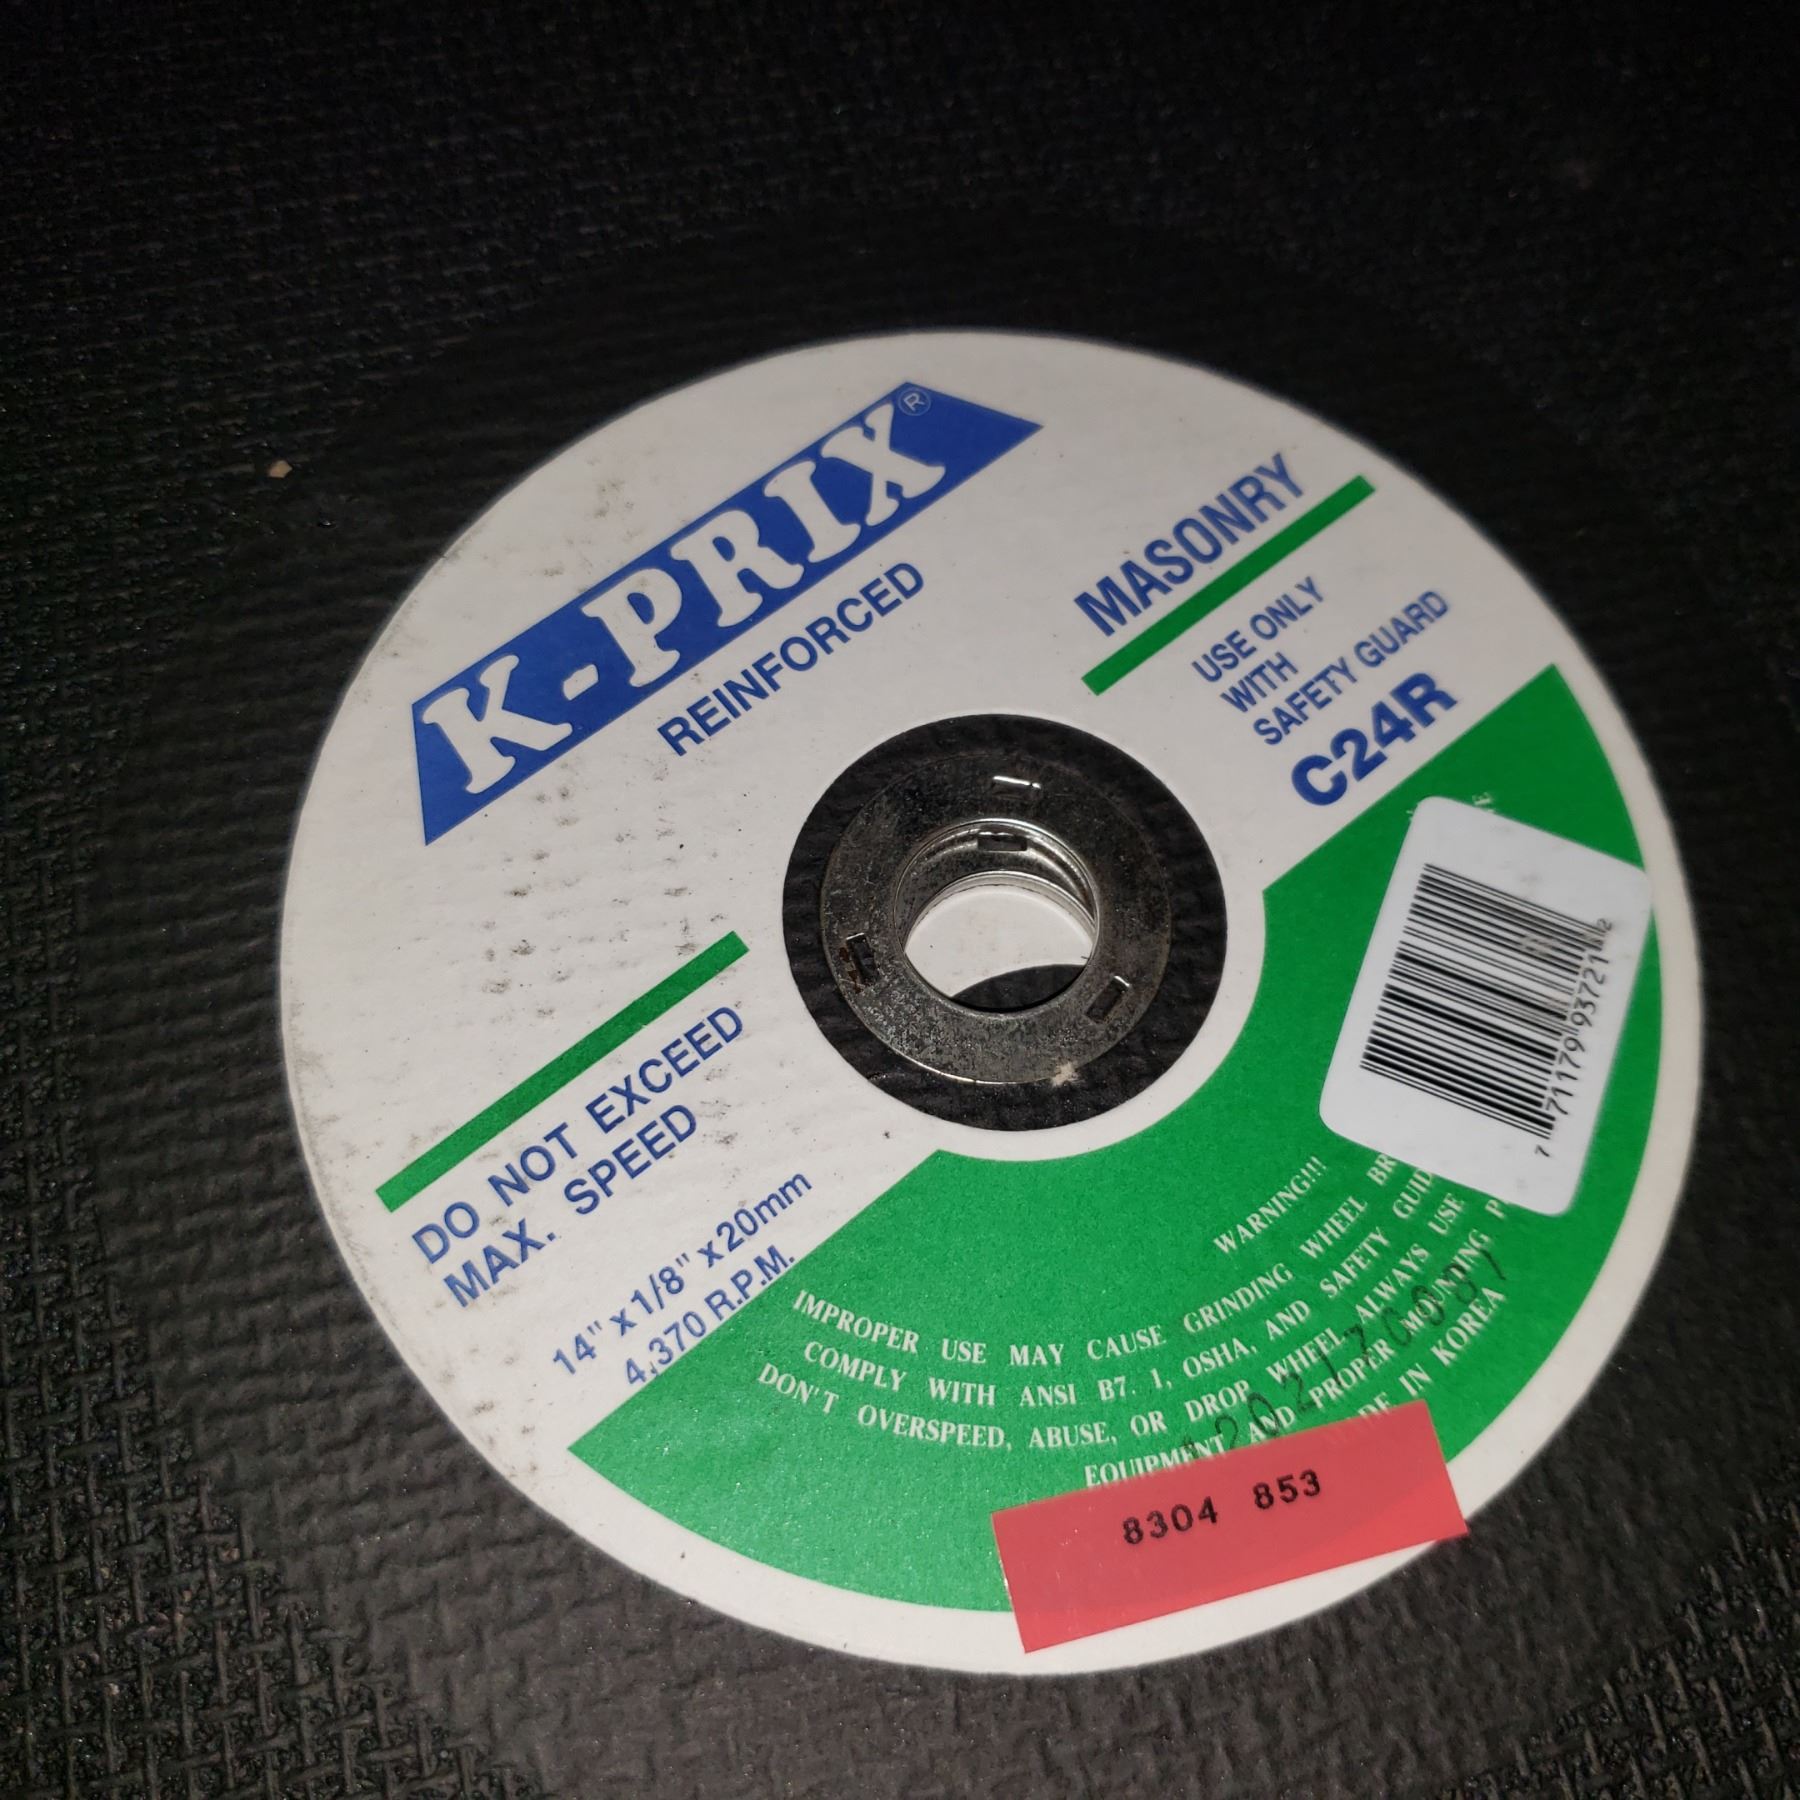 K-PRIX®
REINFORCED
MASONRY
USE ONLY
WITH
SAFETY GUARD
C24R
DO NOT EXCEED
MAX. SPEED
14" x 1/8" x 20mm
4,370 R.P.M.
WARNING!!!
IMPROPER USE MAY CAUSE GRINDING WHEEL
COMPLY WITH ANSI B7. 1, OSHA, AND SAFETY
DON'T OVERSPEED, ABUSE, OR DROP WHEEL, ALWAYS USE
EQUIPMENT AND PROPER MOUNTING
IN KOREA
8304 853